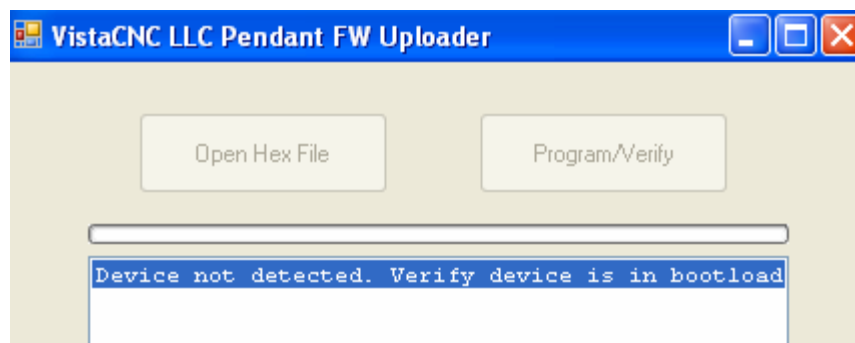 VistaCNC LLC Pendant FW Uploader
Open Hex File Program/Verify
Device not detected. Verify device is in bootload